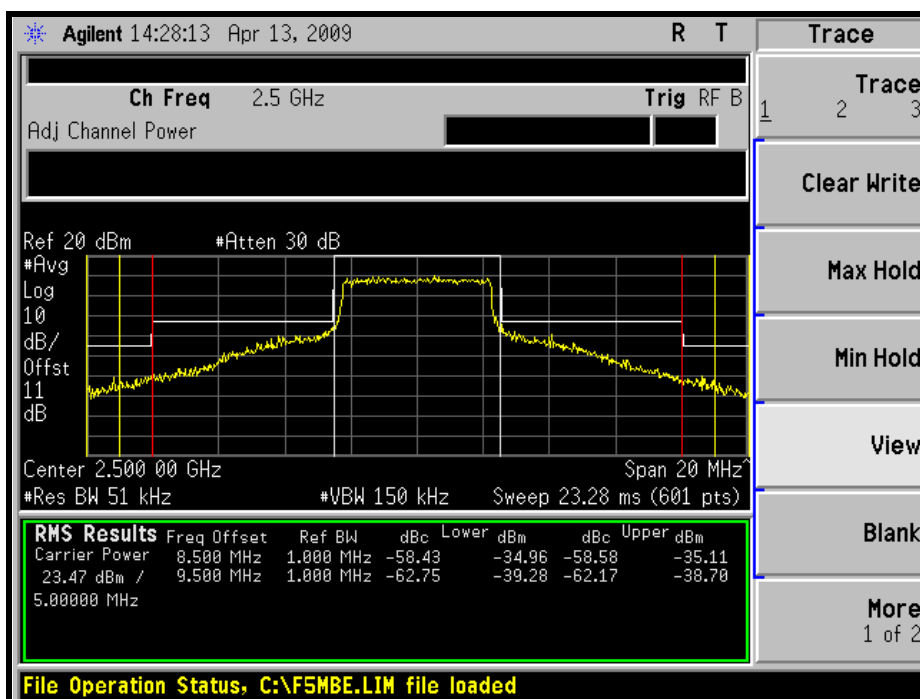 Agilent 14:28:13 Apr 13, 2009 R T
Trace
Ch Freq 2.5 GHz Trig RF B
Adj Channel Power
Trace
1 2 3
Clear Write
Max Hold
Min Hold
View
Blank
More
1 of 2
Ref 20 dBm #Atten 30 dB
#Avg
Log
10
dB/
Offst
11
dB
Center 2.500 00 GHz Span 20 MHz^
#Res BW 51 kHz #VBW 150 kHz Sweep 23.28 ms (601 pts)
RMS Results Freq Offset Ref BW dBc Lower dBm dBc Upper dBm
Carrier Power 8.500 MHz 1.000 MHz -58.43 -34.96 -58.58 -35.11
23.47 dBm / 9.500 MHz 1.000 MHz -62.75 -39.28 -62.17 -38.70
5.00000 MHz
File Operation Status, C:\F5MBE.LIM file loaded